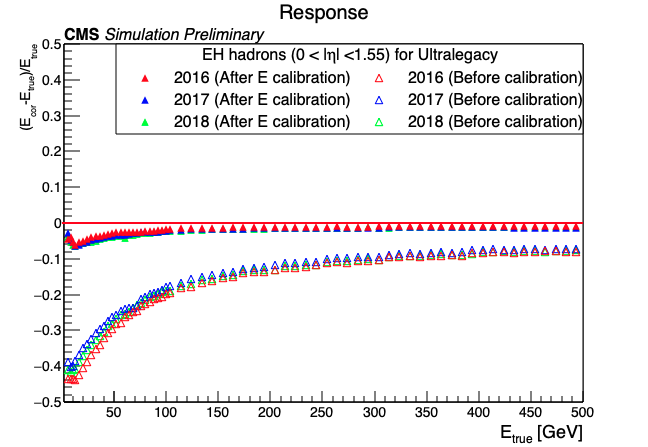 Response
CMS Simulation Preliminary
(E_cor-E_true)/E_true
EH hadrons (0 < |η| <1.55) for Ultralegacy
2016 (After E calibration) 2016 (Before calibration)
2017 (After E calibration) 2017 (Before calibration)
2018 (After E calibration) 2018 (Before calibration)
0.5
0.4
0.3
0.2
0.1
0
−0.1
−0.2
−0.3
−0.4
−0.5
50 100 150 200 250 300 350 400 450 500
E_true [GeV]